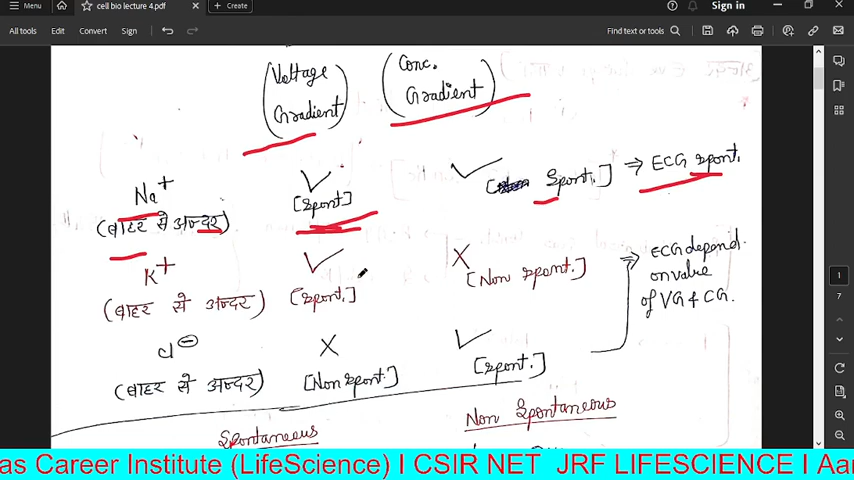 Menu
cell bio lecture 4.pdf
Create
Sign in
All tools
Edit
Convert
Sign
Find text or tools
(Voltage Gradient)
(Conc. Gradient)
Na+
[spont]
[Spont.] ⇒ ECG spont.
(बाहर से अन्दर)
K+
[spont.]
X
[Non spont.]
(बाहर से अन्दर)
⇒ ECG depend.
on value
of VG & CG.
Cl⊖
X
(बाहर से अन्दर)
[Non spont.]
[spont.]
Spontaneous
Non Spontaneous
1
7
as Career Institute (LifeScience) I CSIR NET JRF LIFESCIENCE I Aa